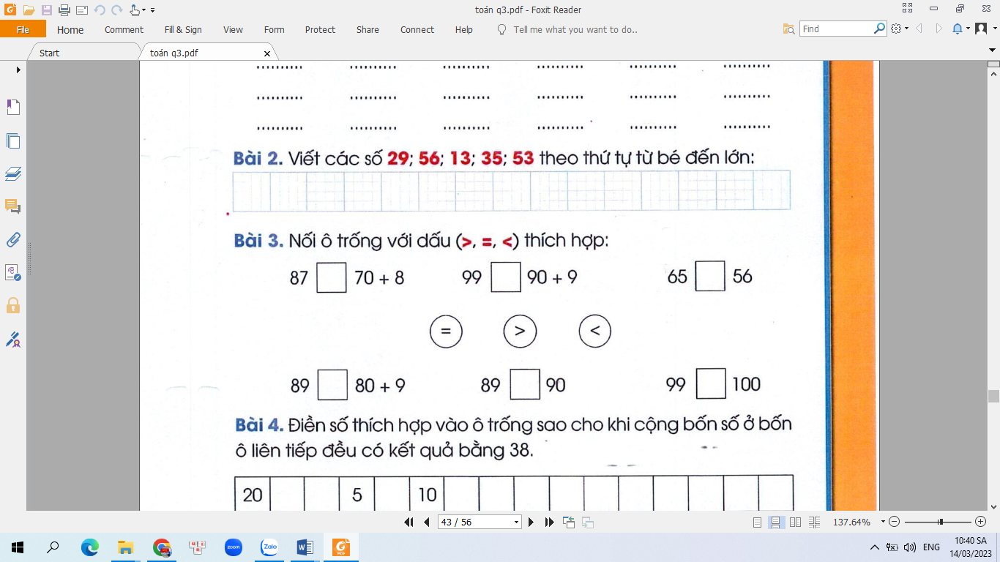 toán q3.pdf - Foxit Reader
File Home Comment Fill & Sign View Form Protect Share Connect Help Tell me what you want to do.. Find
Start toán q3.pdf
.......... .......... .......... .......... .......... ..........
.......... .......... .......... .......... .......... ..........
.......... .......... .......... .......... .......... ..........
Bài 2. Viết các số 29; 56; 13; 35; 53 theo thứ tự từ bé đến lớn:
Bài 3. Nối ô trống với dấu (>, =, <) thích hợp:
87 70 + 8 99 90 + 9 65 56
= > <
89 80 + 9 89 90 99 100
Bài 4. Điền số thích hợp vào ô trống sao cho khi cộng bốn số ở bốn
ô liên tiếp đều có kết quả bằng 38.
20 5 10
43 / 56 137.64%
zoom Zalo PDF ENG 10:40 SA
14/03/2023